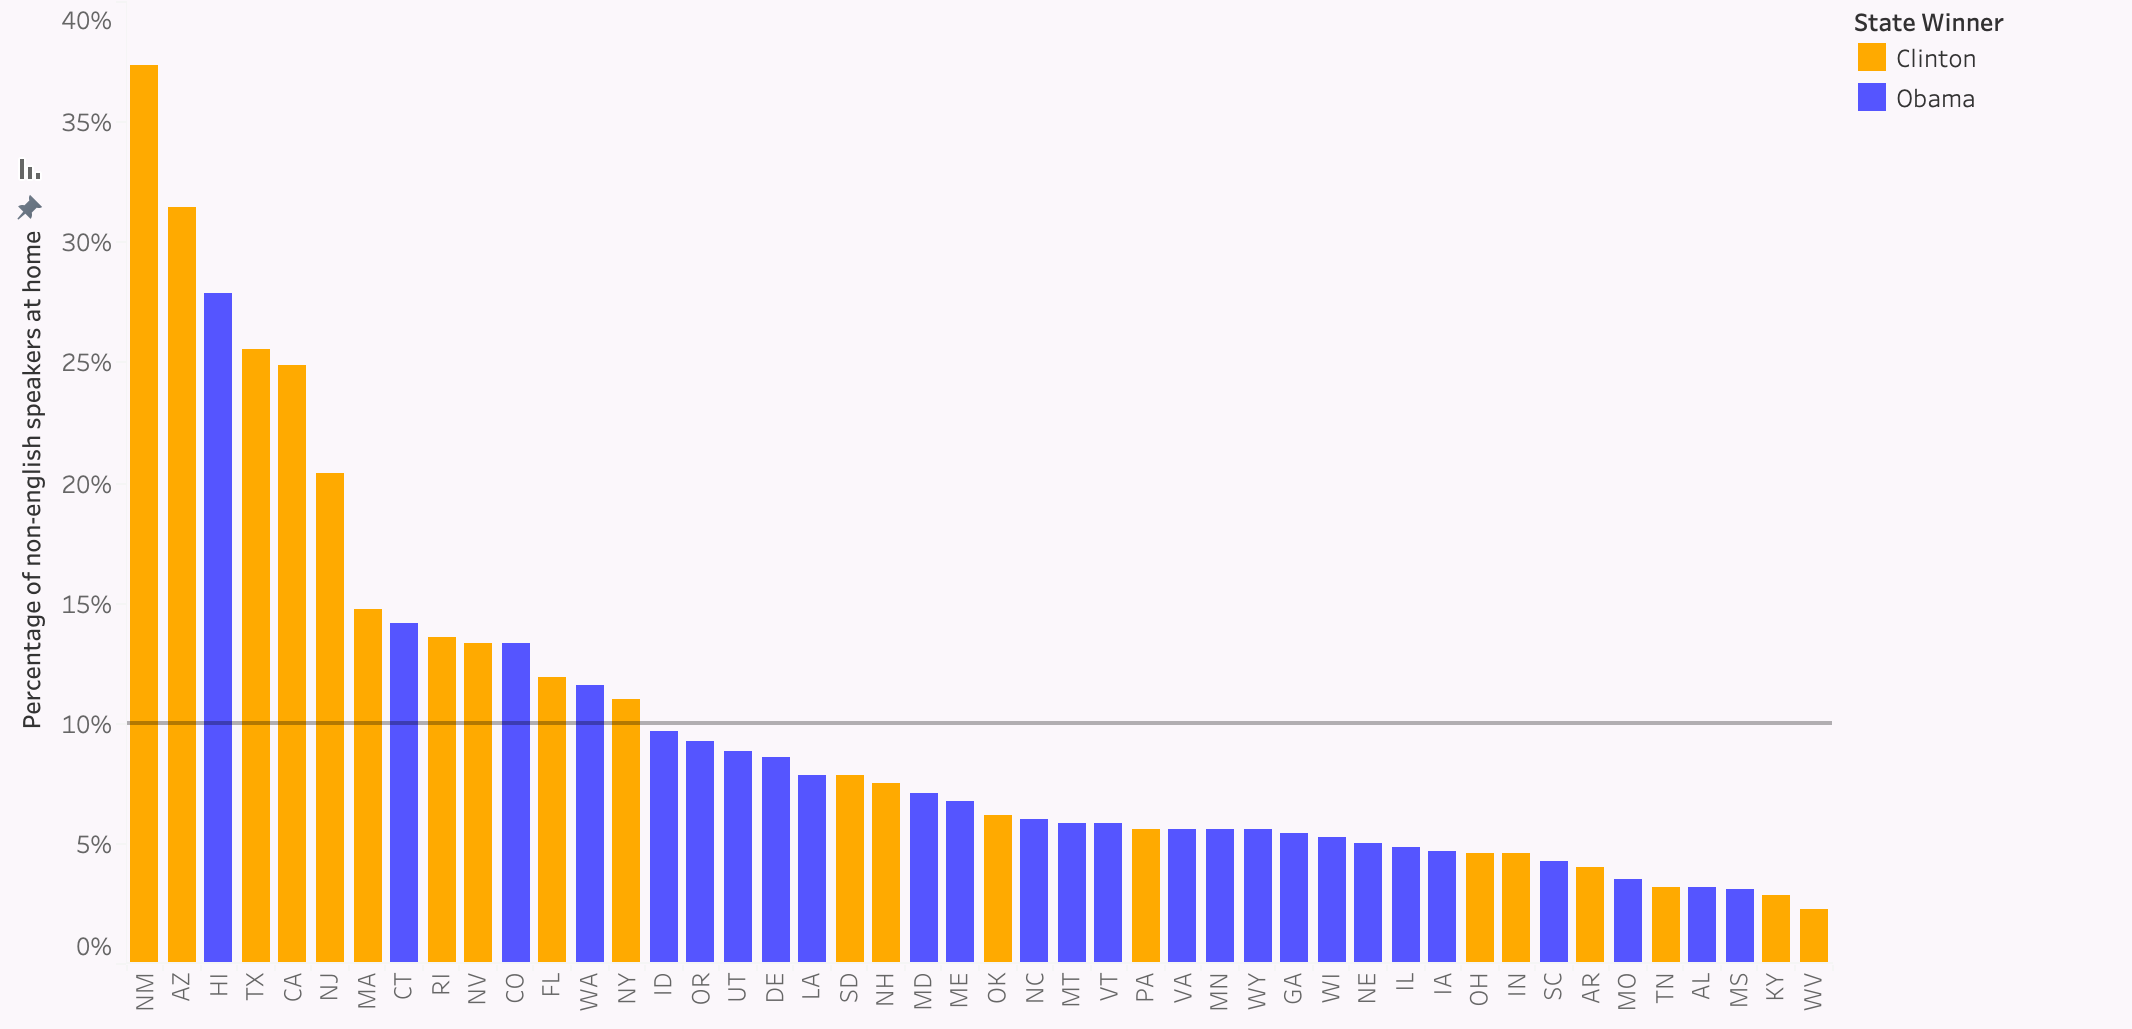 State Winner
Clinton
Obama
Percentage of non-english speakers at home
40%
35%
30%
25%
20%
15%
10%
5%
0%
NM AZ HI TX CA NJ MA CT RI NV CO FL WA NY ID OR UT DE LA SD NH MD ME OK NC MT VT PA VA MN WY GA WI NE IL IA OH IN SC AR MO TN AL MS KY WV